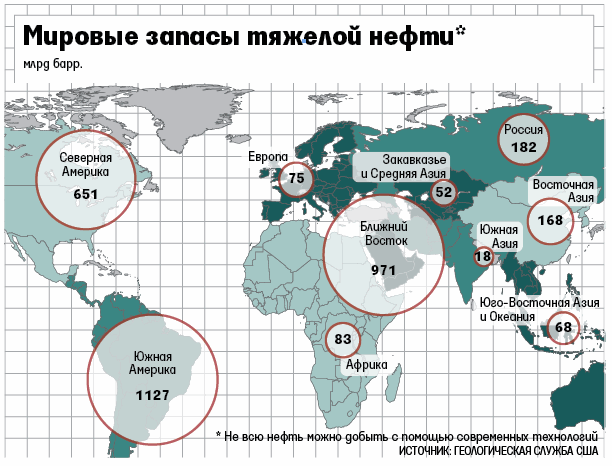 Мировые запасы тяжелой нефти*
млрд барр.
Северная
Америка
651
Европа
75
Закавказье
и Средняя Азия
52
Россия
182
Восточная
Азия
168
Ближний
Восток
971
Южная
Азия
18
Юго-Восточная Азия
и Океания
68
83
Африка
Южная
Америка
1127
* Не всю нефть можно добыть с помощью современных технологий
ИСТОЧНИК: ГЕОЛОГИЧЕСКАЯ СЛУЖБА США